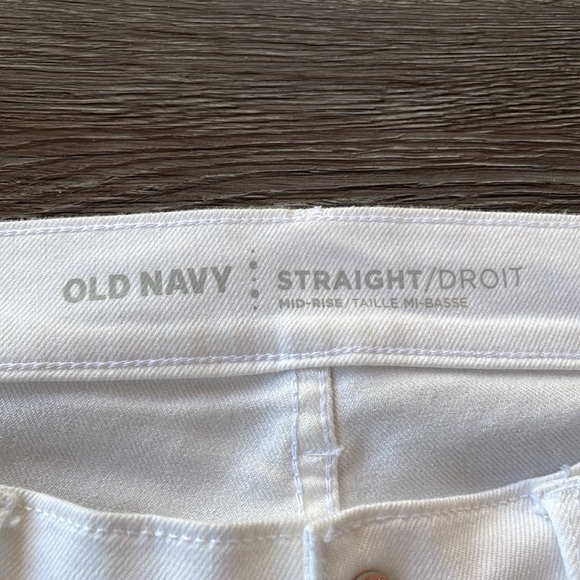 OLD NAVY
STRAIGHT/DROIT
MID-RISE/TAILLE MI-BASSE